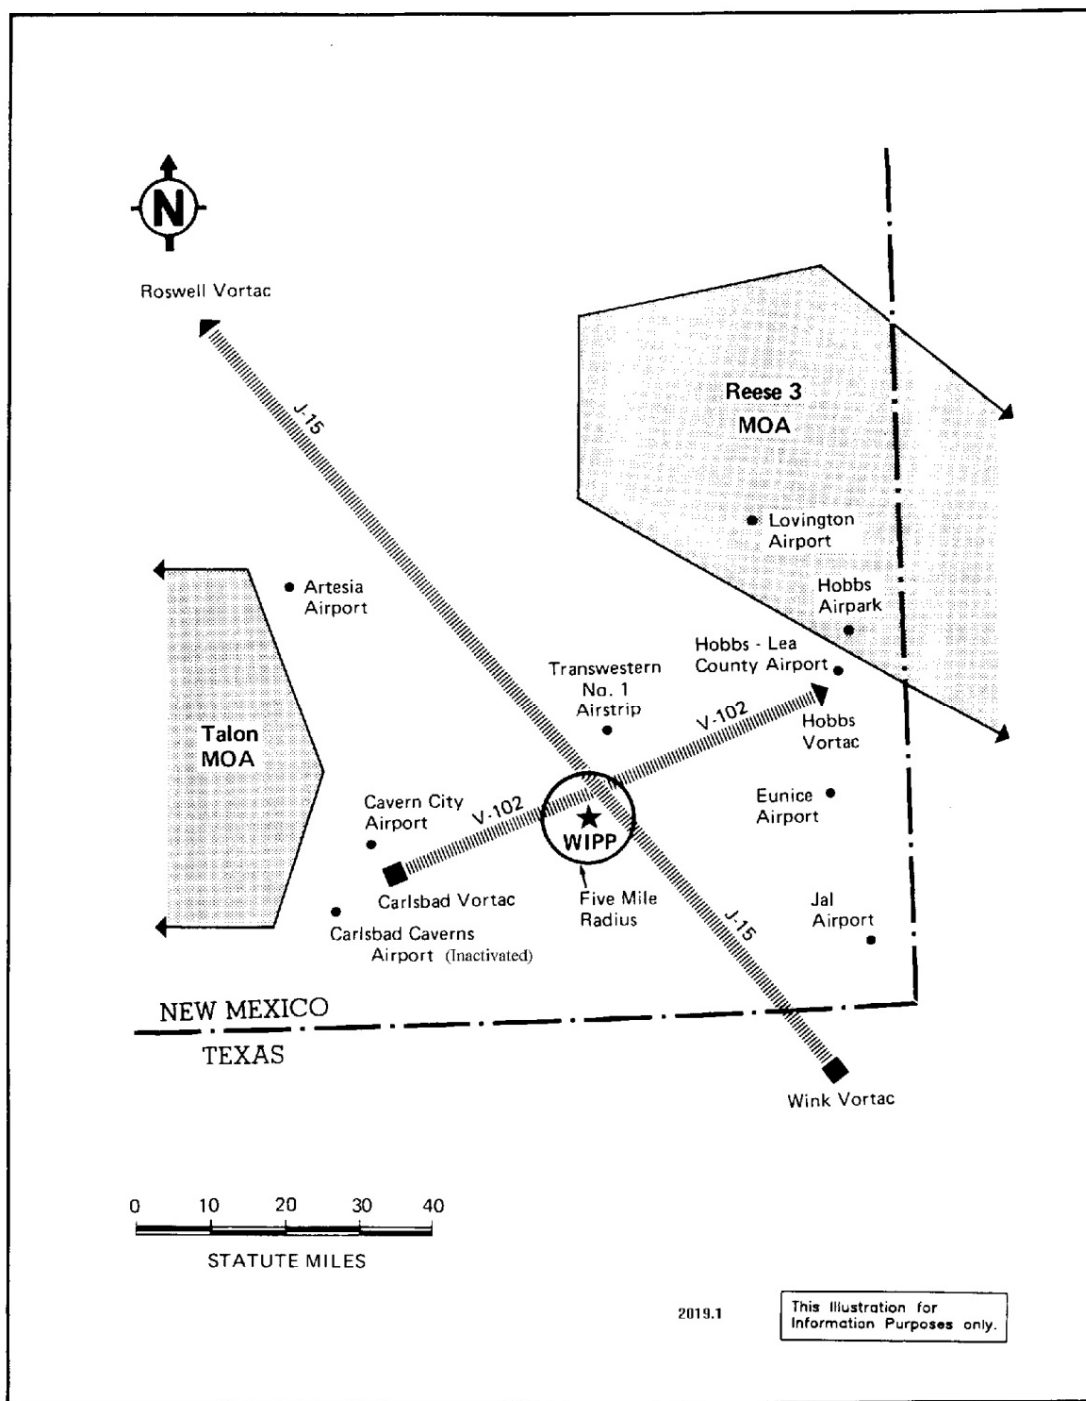 N
Roswell Vortac
J-15
Reese 3
MOA
Lovington
Airport
Hobbs
Airpark
Artesia
Airport
Hobbs - Lea
County Airport
Transwestern
No. 1
Airstrip
V-102
Hobbs
Vortac
Talon
MOA
Cavern City
Airport
V-102
WIPP
Eunice
Airport
Carlsbad Vortac
Five Mile
Radius
J-15
Jal
Airport
Carlsbad Caverns
Airport (Inactivated)
NEW MEXICO
TEXAS
Wink Vortac
0 10 20 30 40
STATUTE MILES
2019.1
This Illustration for
Information Purposes only.